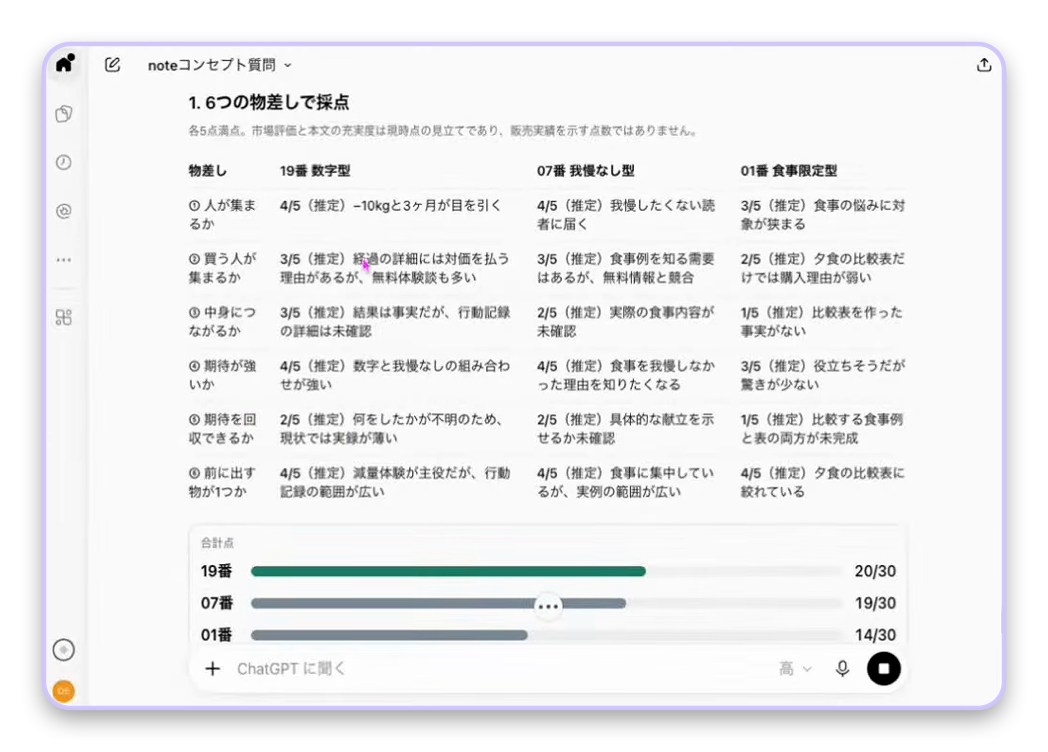 noteコンセプト質問
1. 6つの物差しで採点
各5点満点。市場評価と本文の充実度は現時点の見立てであり、販売実績を示す点数ではありません。
物差し 19番 数字型 07番 我慢なし型 01番 食事限定型
① 人が集ま 4/5（推定）−10kgと3ヶ月が目を引く 4/5（推定）我慢したくない読 3/5（推定）食事の悩みに対
るか 者に届く 象が狭まる
② 買う人が 3/5（推定）経過の詳細には対価を払う 3/5（推定）食事例を知る需要 2/5（推定）夕食の比較表だ
集まるか 理由があるが、無料体験談も多い はあるが、無料情報と競合 けでは購入理由が弱い
③ 中身につ 3/5（推定）結果は事実だが、行動記録 2/5（推定）実際の食事内容が 1/5（推定）比較表を作った
ながるか の詳細は未確認 未確認 事実がない
④ 期待が強 4/5（推定）数字と我慢なしの組み合わ 4/5（推定）食事を我慢しなか 3/5（推定）役立ちそうだが
いか せが強い った理由を知りたくなる 驚きが少ない
⑤ 期待を回 2/5（推定）何をしたかが不明のため、 2/5（推定）具体的な献立を示 1/5（推定）比較する食事例
収できるか 現状では実録が薄い せるか未確認 と表の両方が未完成
⑥ 前に出す 4/5（推定）減量体験が主役だが、行動 4/5（推定）食事に集中してい 4/5（推定）夕食の比較表に
物が1つか 記録の範囲が広い るが、実例の範囲が広い 絞れている
合計点
19番 20/30
07番 19/30
01番 14/30
ChatGPT に聞く 高